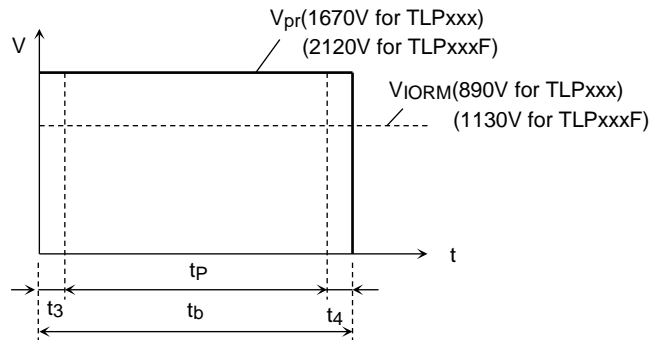 Vpr(1670V for TLPxxx)
(2120V for TLPxxxF)
V
VIORM(890V for TLPxxx)
(1130V for TLPxxxF)
t
tP
t3
tb
t4